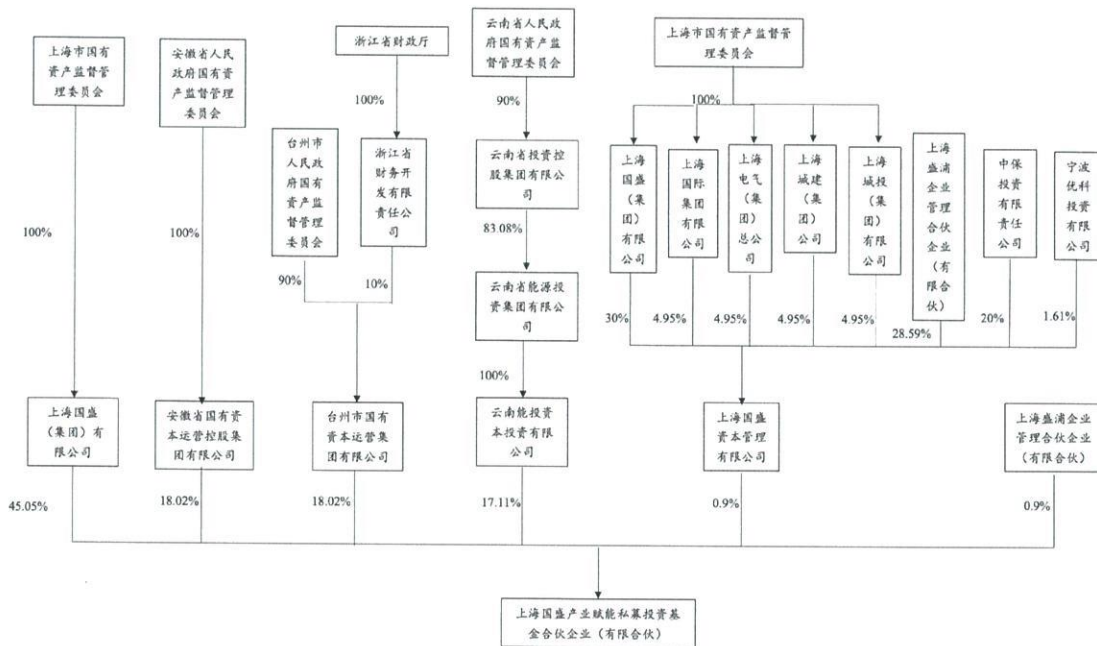 上海市国有
资产监督管
理委员会
安徽省人民
政府国有资
产监督管理
委员会
浙江省财政厅
云南省人民政
府国有资产监
督管理委员会
上海市国有资产监督管
理委员会
100%
90%
100%
台州市
人民政
府国有
资产监
督管理
委员会
浙江省
财务开
发有限
责任公
司
云南省投资控
股集团有限公
司
上海
国盛
(集
团)
有限
公司
上海
国际
集团
有限
公司
上海
电气
(集
团)
总公
司
上海
城建
(集
团)
公司
上海
城投
(集
团)
有限
公司
上海
盛浦
企业
管理
合伙
企业
(有
限合
伙)
中保
投资
有限
责任
公司
宁波
优科
投资
有限
公司
100%
100%
83.08%
90%
10%
云南省能源投
资集团有限公
司
30%
4.95%
4.95%
4.95%
4.95%
28.59%
20%
1.61%
100%
上海国盛
(集团)有
限公司
安徽省国有资
本运营控股集
团有限公司
台州市国有
资本运营集
团有限公司
云南能投资
本投资有限
公司
上海国盛
资本管理
有限公司
上海盛浦企业
管理合伙企业
(有限合伙)
45.05%
18.02%
18.02%
17.11%
0.9%
0.9%
上海国盛产业赋能私募投资基
金合伙企业(有限合伙)